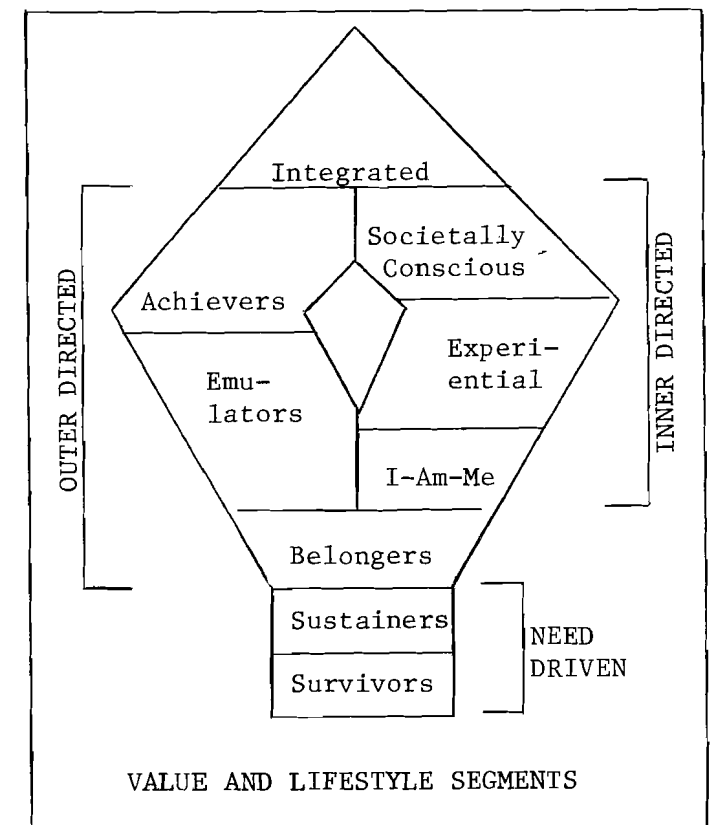 Integrated
Societally
Conscious
Achievers
Experi-
ential
Emu-
lators
I-Am-Me
Belongers
Sustainers
Survivors
OUTER DIRECTED
INNER DIRECTED
NEED
DRIVEN
VALUE AND LIFESTYLE SEGMENTS